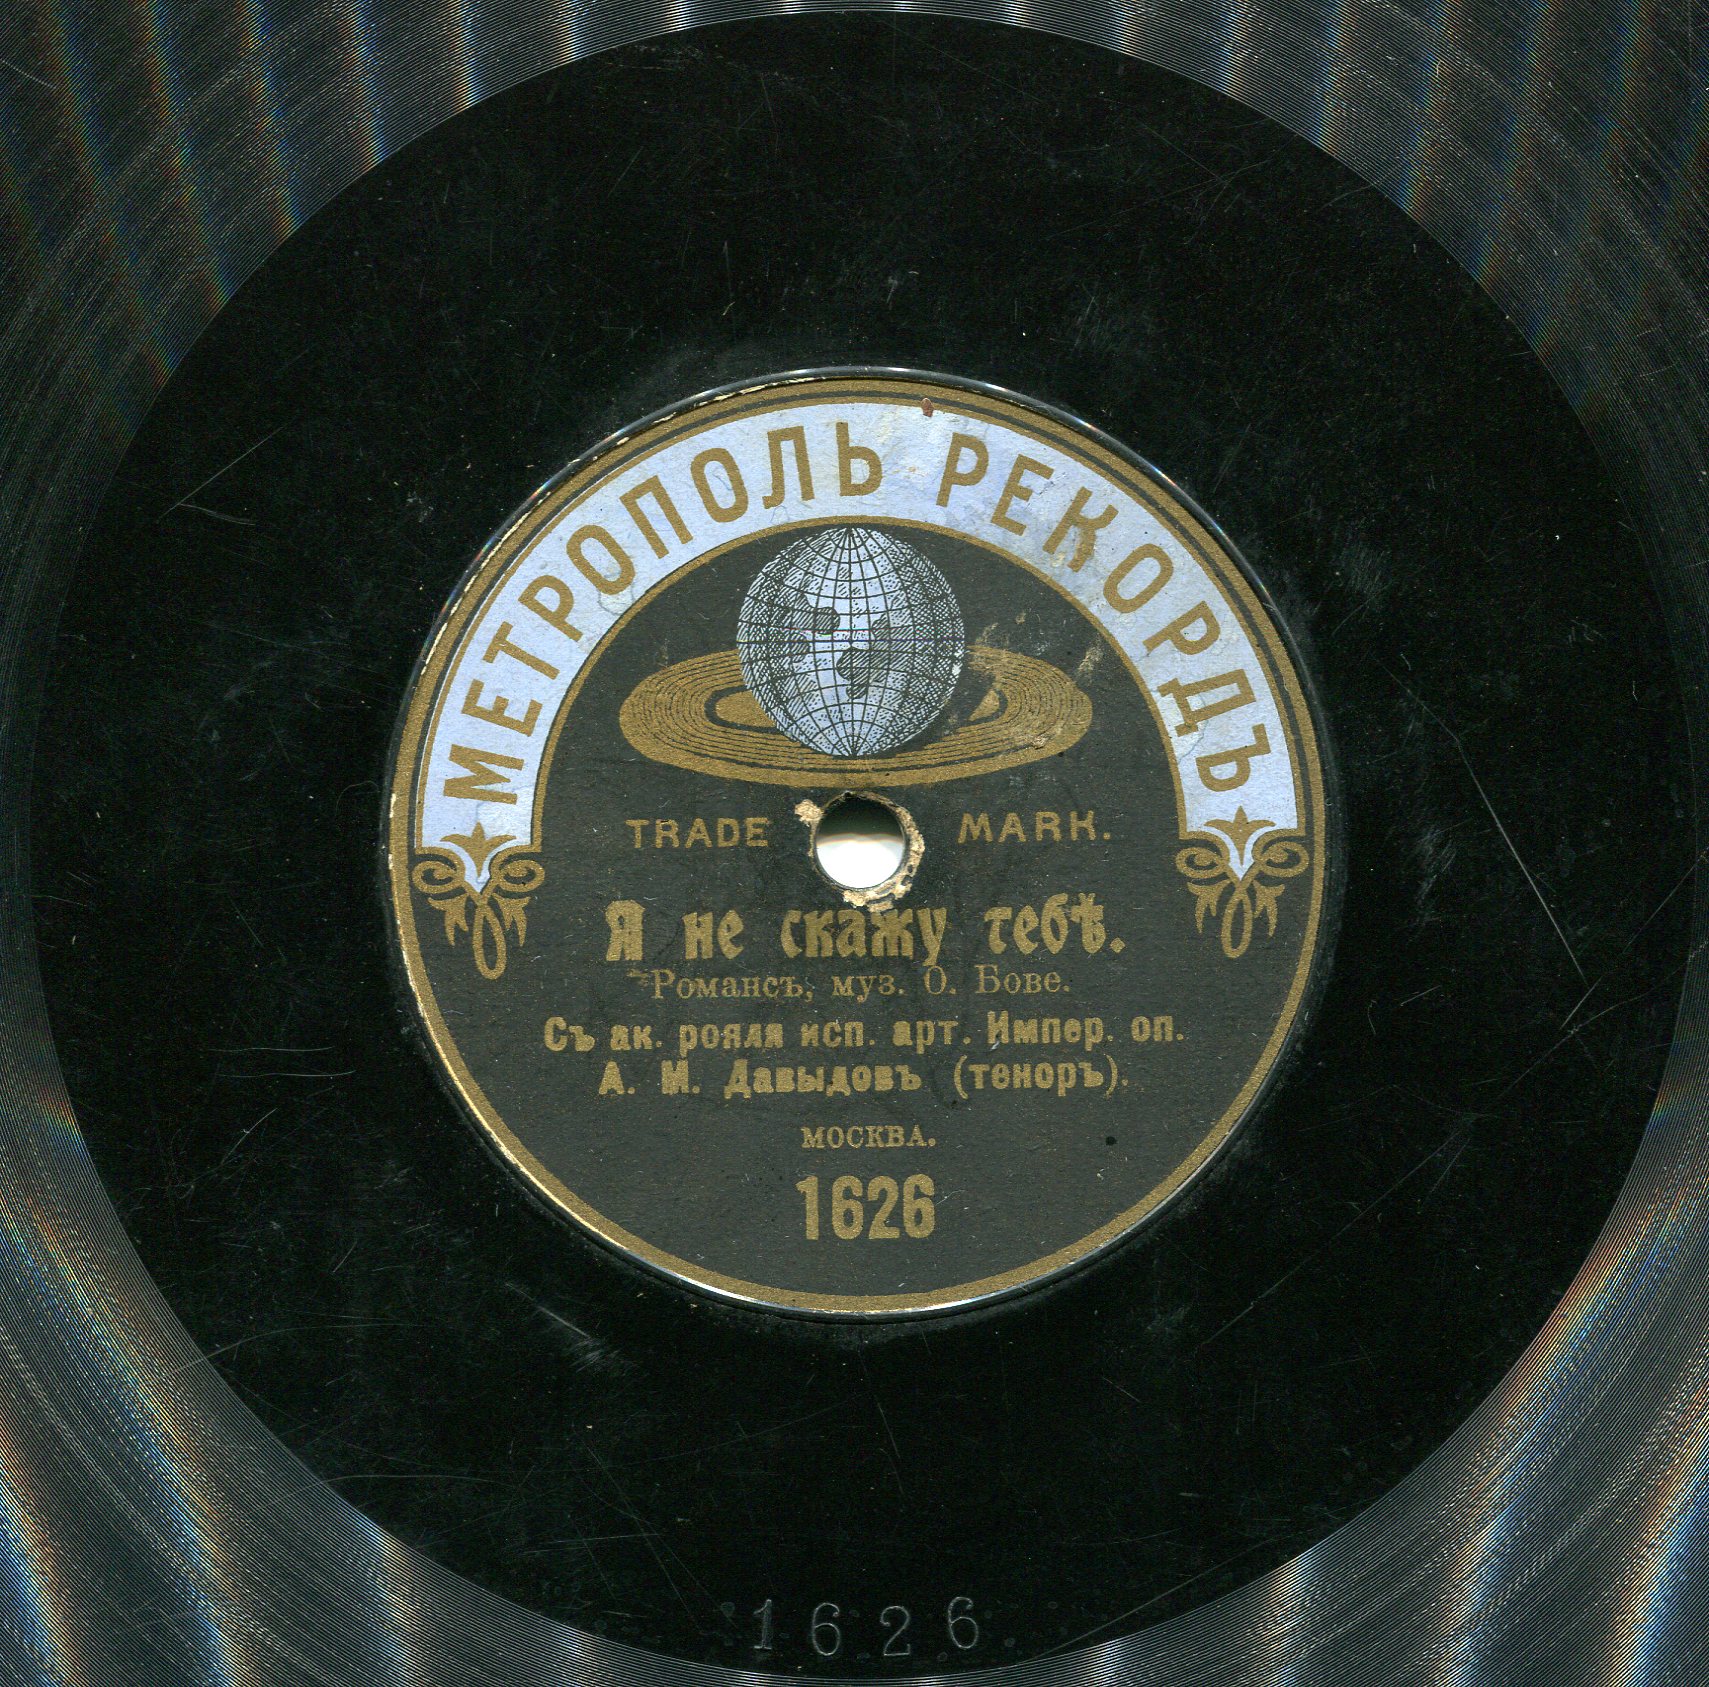 МЕТРОПОЛЬ РЕКОРДЪ
TRADE MARK.
Я не скажу тебѣ.
Романсъ, муз. О. Бове.
Съ ак. рояля исп. арт. Импер. оп.
А. М. Давыдовъ (теноръ).
МОСКВА.
1626
1626